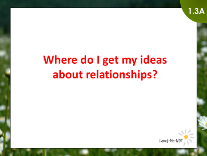 1.3A
Where do I get my ideas
about relationships?